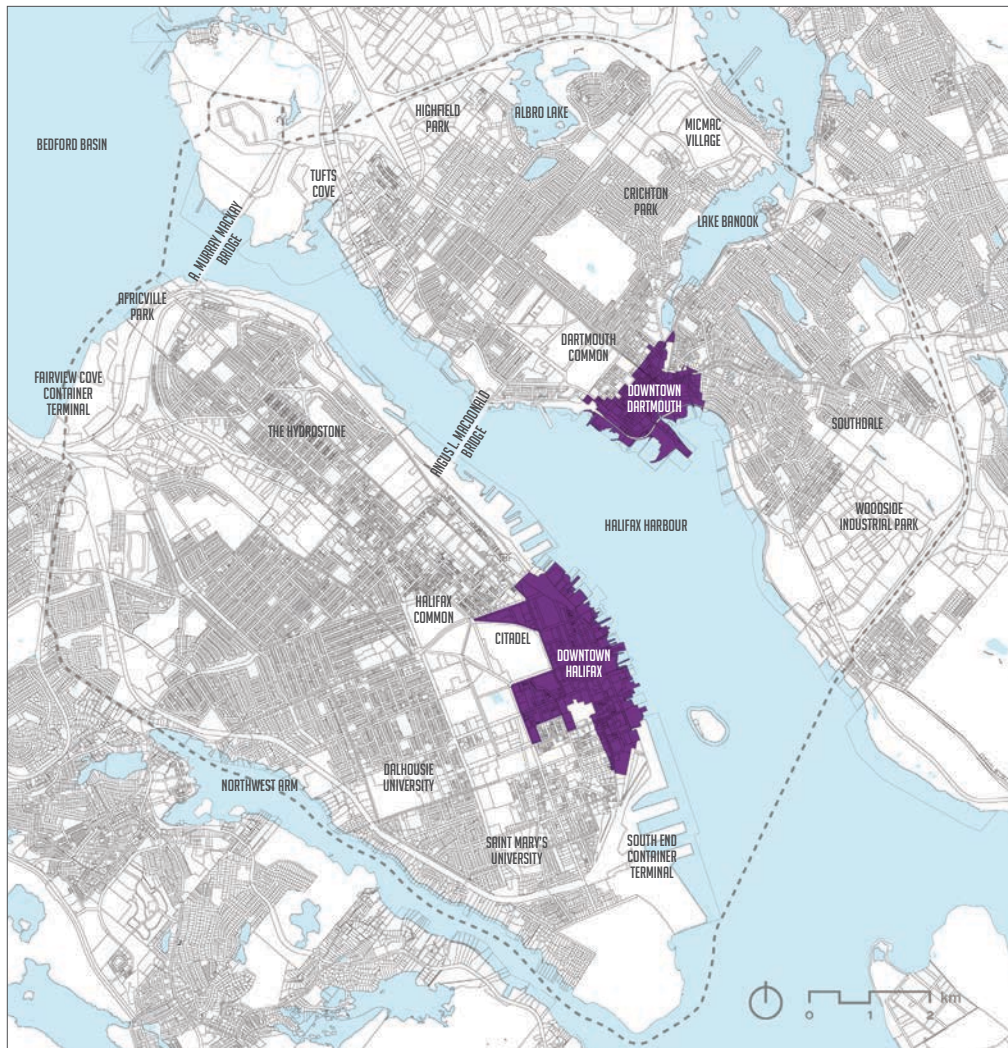 BEDFORD BASIN
HIGHFIELD
PARK
ALBRO LAKE
MICMAC
VILLAGE
TUFTS
COVE
CRICHTON
PARK
LAKE BANOOK
A. MURRAY MACKAY
BRIDGE
AFRICVILLE
PARK
DARTMOUTH
COMMON
FAIRVIEW COVE
CONTAINER
TERMINAL
DOWNTOWN
DARTMOUTH
THE HYDROSTONE
ANGUS L. MACDONALD
BRIDGE
SOUTHDALE
WOODSIDE
INDUSTRIAL PARK
HALIFAX HARBOUR
HALIFAX
COMMON
CITADEL
DOWNTOWN
HALIFAX
NORTHWEST ARM
DALHOUSIE
UNIVERSITY
SAINT MARY'S
UNIVERSITY
SOUTH END
CONTAINER
TERMINAL
km
0 1 2